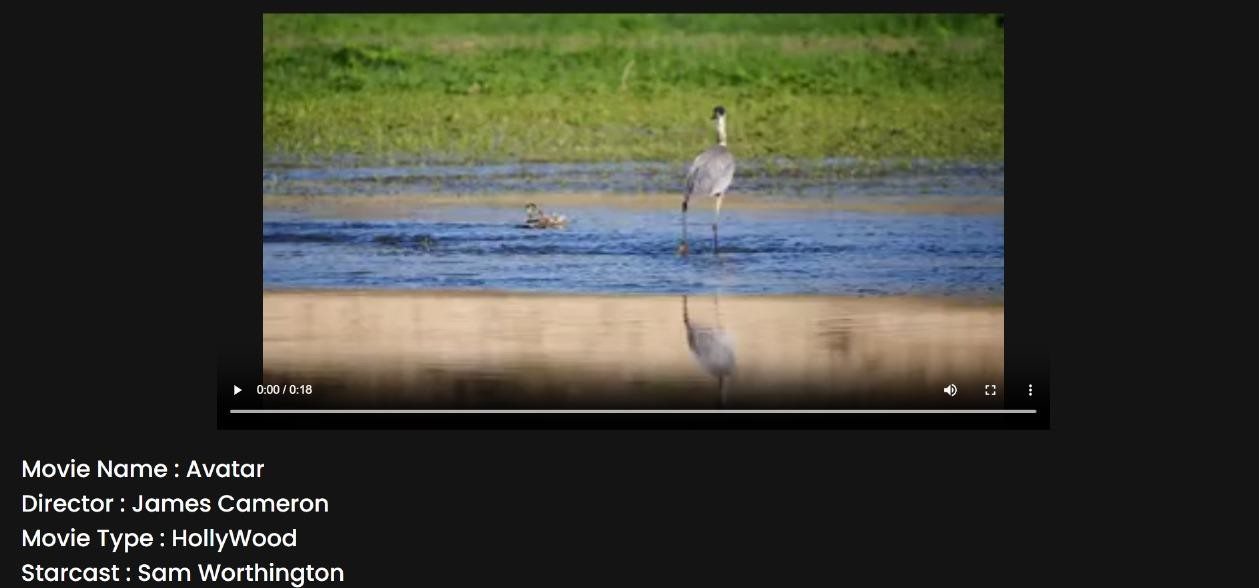 0:00 / 0:18
Movie Name : Avatar
Director : James Cameron
Movie Type : HollyWood
Starcast : Sam Worthington